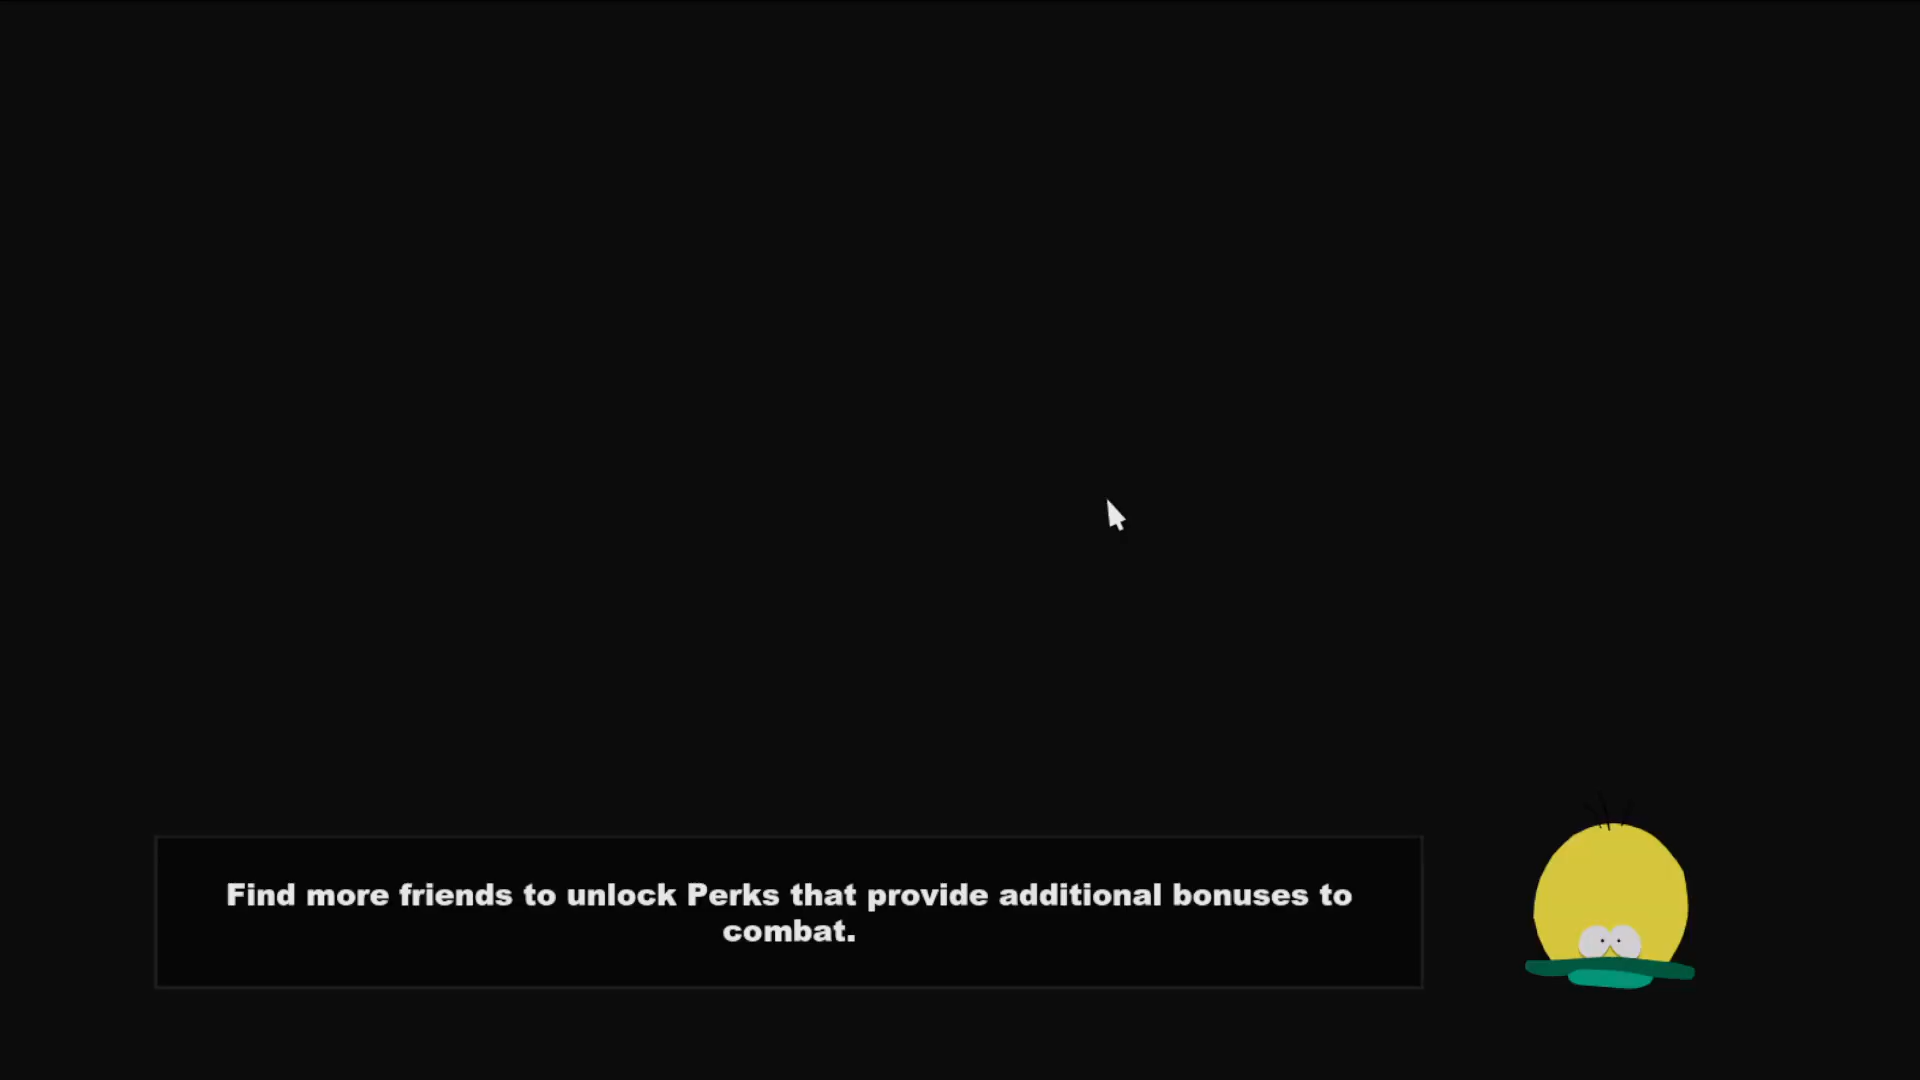 Find more friends to unlock Perks that provide additional bonuses to
combat.